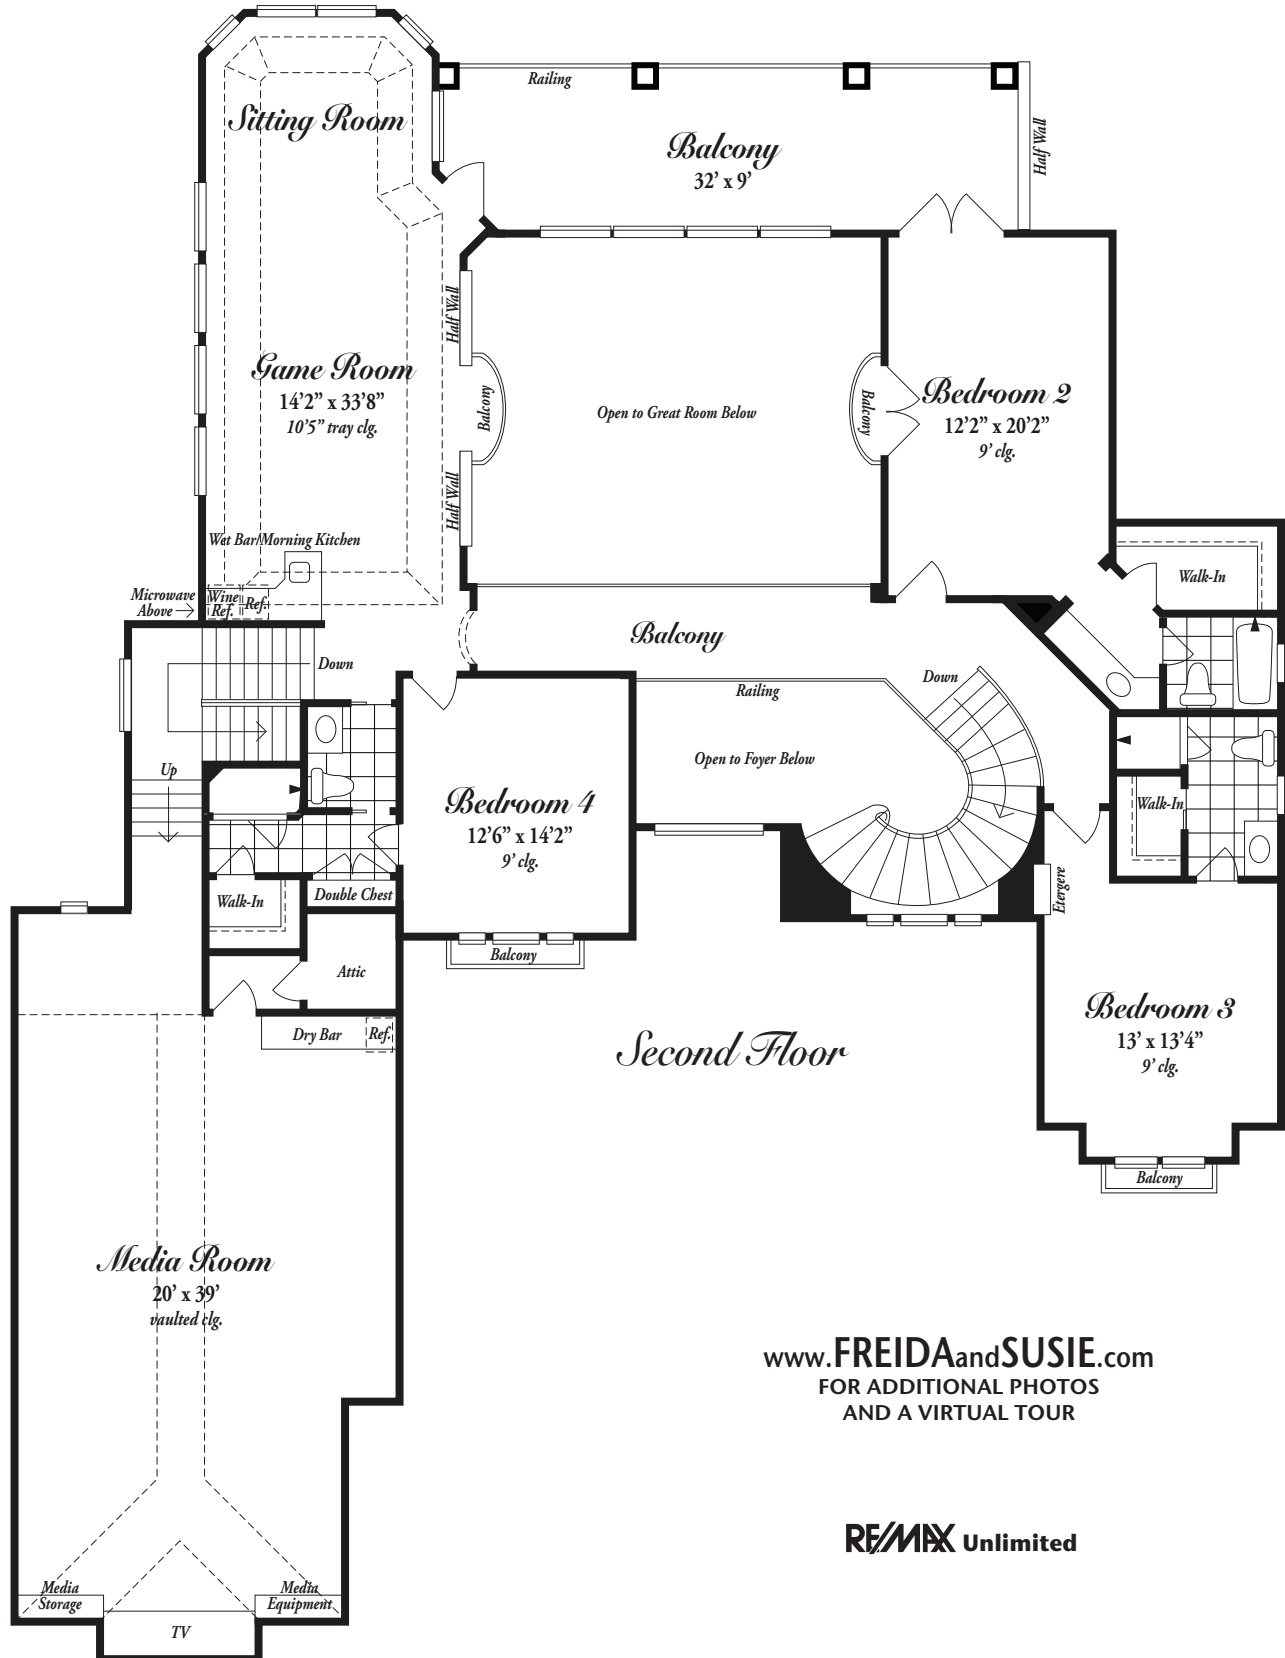 Railing
Sitting Room
Half Wall
Balcony
32' x 9'
Half Wall
Game Room
14'2" x 33'8"
10'5" tray clg.
Balcony
Open to Great Room Below
Balcony
Bedroom 2
12'2" x 20'2"
9' clg.
Half Wall
Wet Bar/Morning Kitchen
Walk-In
Microwave
Above
Wine
Ref.
Ref.
Balcony
Down
Railing
Down
Open to Foyer Below
Up
Bedroom 4
12'6" x 14'2"
9' clg.
Walk-In
Walk-In
Double Chest
Etergere
Balcony
Attic
Bedroom 3
13' x 13'4"
9' clg.
Dry Bar
Ref.
Second Floor
Balcony
Media Room
20' x 39'
vaulted clg.
www.FREIDAandSUSIE.com
FOR ADDITIONAL PHOTOS
AND A VIRTUAL TOUR
RE/MAX Unlimited
Media
Storage
Media
Equipment
TV